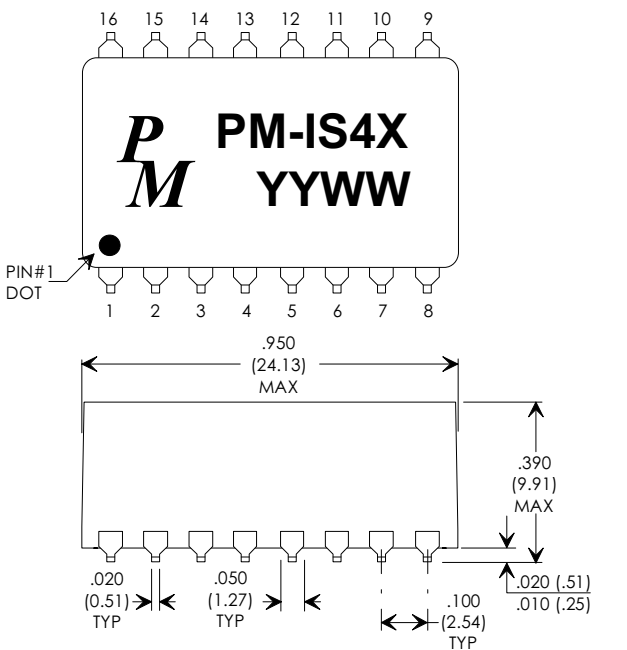 16 15 14 13 12 11 10 9
P
M
PM-IS4X
YYWW
PIN#1
DOT
1 2 3 4 5 6 7 8
.950
(24.13)
MAX
.390
(9.91)
MAX
.020
(0.51)
TYP
.050
(1.27)
TYP
.100
(2.54)
TYP
.020 (.51)
.010 (.25)